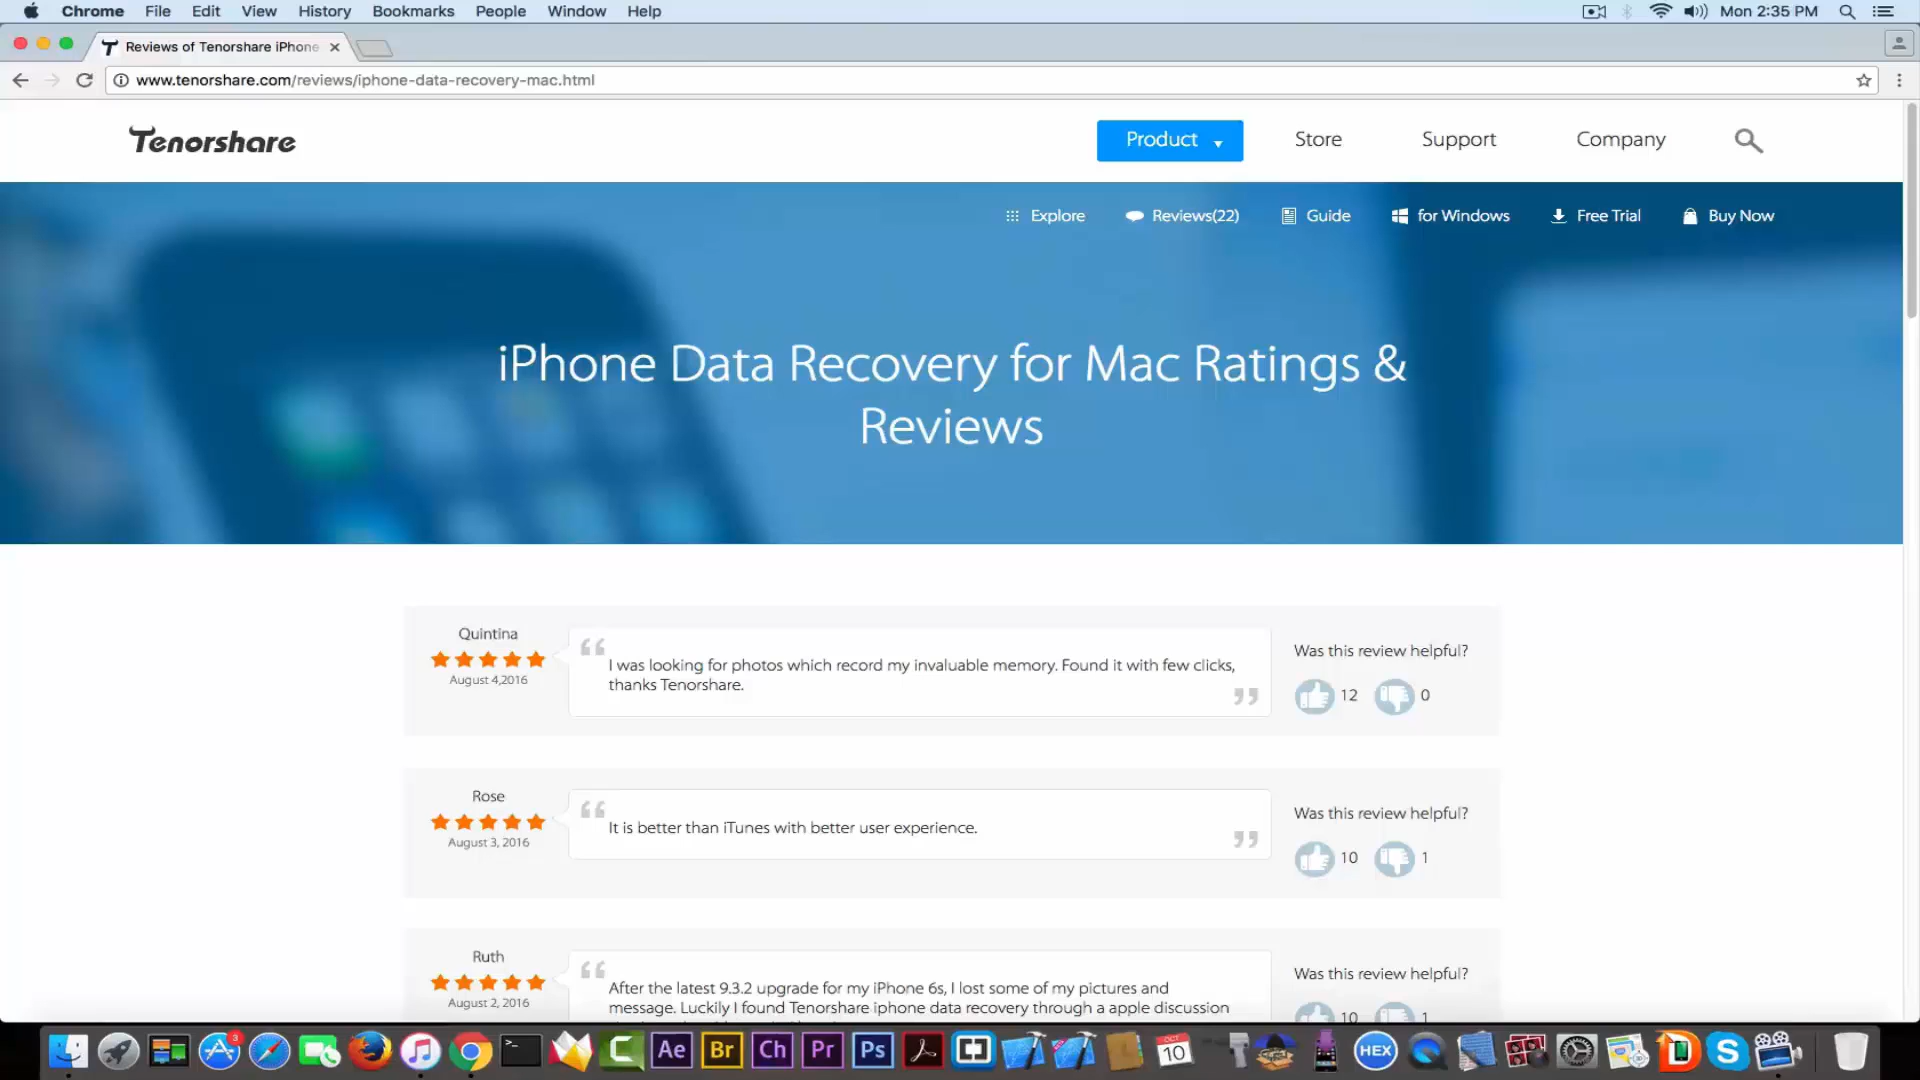 Chrome File Edit View History Bookmarks People Window Help Mon 2:35 PM
Reviews of Tenorshare iPhone
www.tenorshare.com/reviews/iphone-data-recovery-mac.html
Tenorshare Product Store Support Company
Explore Reviews(22) Guide for Windows Free Trial Buy Now
iPhone Data Recovery for Mac Ratings &
Reviews
Quintina
August 4,2016
I was looking for photos which record my invaluable memory. Found it with few clicks,
thanks Tenorshare.
Was this review helpful?
12 0
Rose
August 3, 2016
It is better than iTunes with better user experience.
Was this review helpful?
10 1
Ruth
August 2, 2016
After the latest 9.3.2 upgrade for my iPhone 6s, I lost some of my pictures and
message. Luckily I found Tenorshare iphone data recovery through a apple discussion
Was this review helpful?
10 1
3 Ae Br Ch Pr Ps OCT 10 HEX